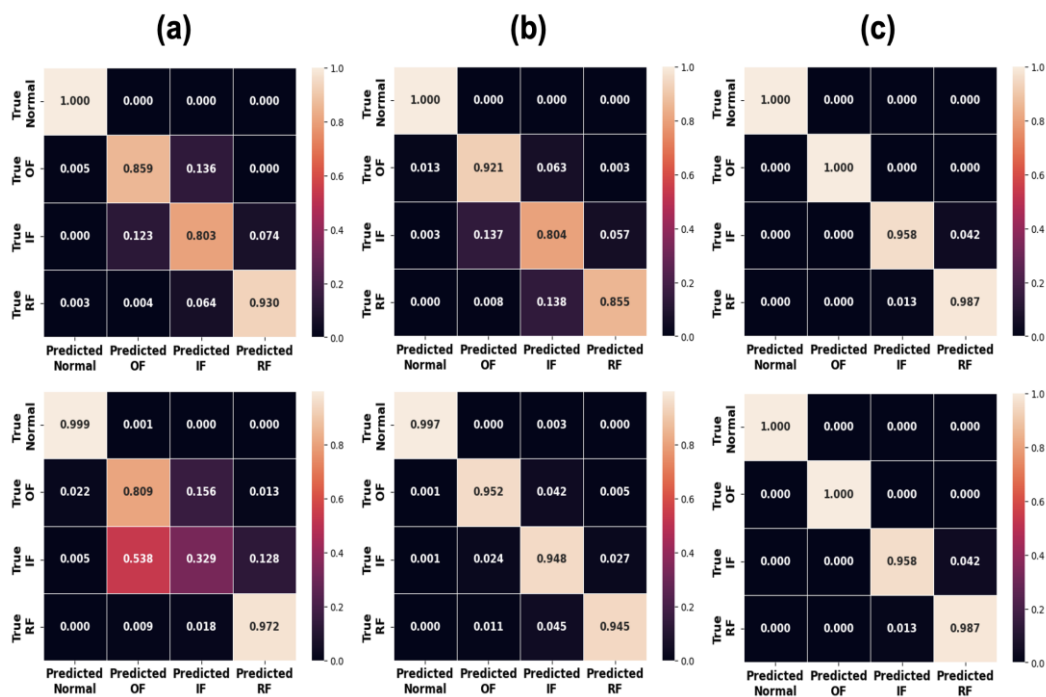 (a) (b) (c)
True Normal 1.000 0.000 0.000 0.000 1.0
True OF 0.005 0.859 0.136 0.000 0.8
0.6
True IF 0.000 0.123 0.803 0.074 0.4
True RF 0.003 0.004 0.064 0.930 0.2
0.0
Predicted Predicted Predicted Predicted
Normal OF IF RF
True Normal 1.000 0.000 0.000 0.000 1.0
True OF 0.013 0.921 0.063 0.003 0.8
0.6
True IF 0.003 0.137 0.804 0.057 0.4
True RF 0.000 0.008 0.138 0.855 0.2
0.0
Predicted Predicted Predicted Predicted
Normal OF IF RF
True Normal 1.000 0.000 0.000 0.000 1.0
True OF 0.000 1.000 0.000 0.000 0.8
0.6
True IF 0.000 0.000 0.958 0.042 0.4
True RF 0.000 0.000 0.013 0.987 0.2
0.0
Predicted Predicted Predicted Predicted
Normal OF IF RF
True Normal 0.999 0.001 0.000 0.000
True OF 0.022 0.809 0.156 0.013 0.8
0.6
True IF 0.005 0.538 0.329 0.128 0.4
True RF 0.000 0.009 0.018 0.972 0.2
0.0
Predicted Predicted Predicted Predicted
Normal OF IF RF
True Normal 0.997 0.000 0.003 0.000
True OF 0.001 0.952 0.042 0.005 0.8
0.6
True IF 0.001 0.024 0.948 0.027 0.4
True RF 0.000 0.011 0.045 0.945 0.2
0.0
Predicted Predicted Predicted Predicted
Normal OF IF RF
True Normal 1.000 0.000 0.000 0.000 1.0
True OF 0.000 1.000 0.000 0.000 0.8
0.6
True IF 0.000 0.000 0.958 0.042 0.4
True RF 0.000 0.000 0.013 0.987 0.2
0.0
Predicted Predicted Predicted Predicted
Normal OF IF RF